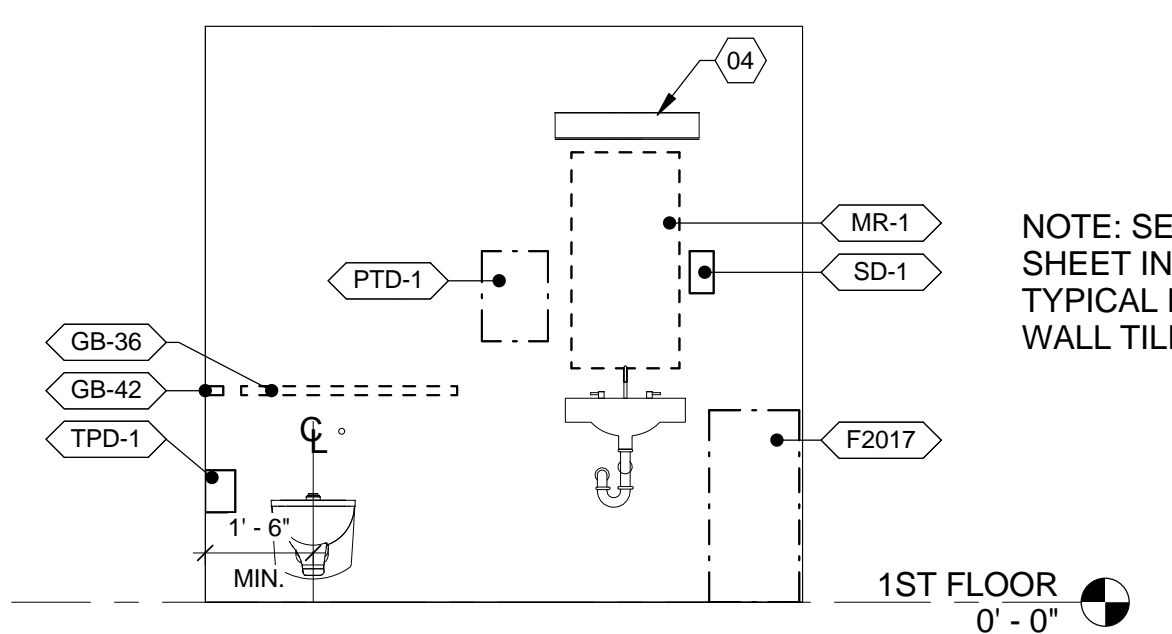 04
MR-1
NOTE: SE
SHEET IN
TYPICAL
WALL TIL
SD-1
PTD-1
GB-36
GB-42
TPD-1
CL
F2017
1' - 6"
MIN.
1ST FLOOR
0' - 0"